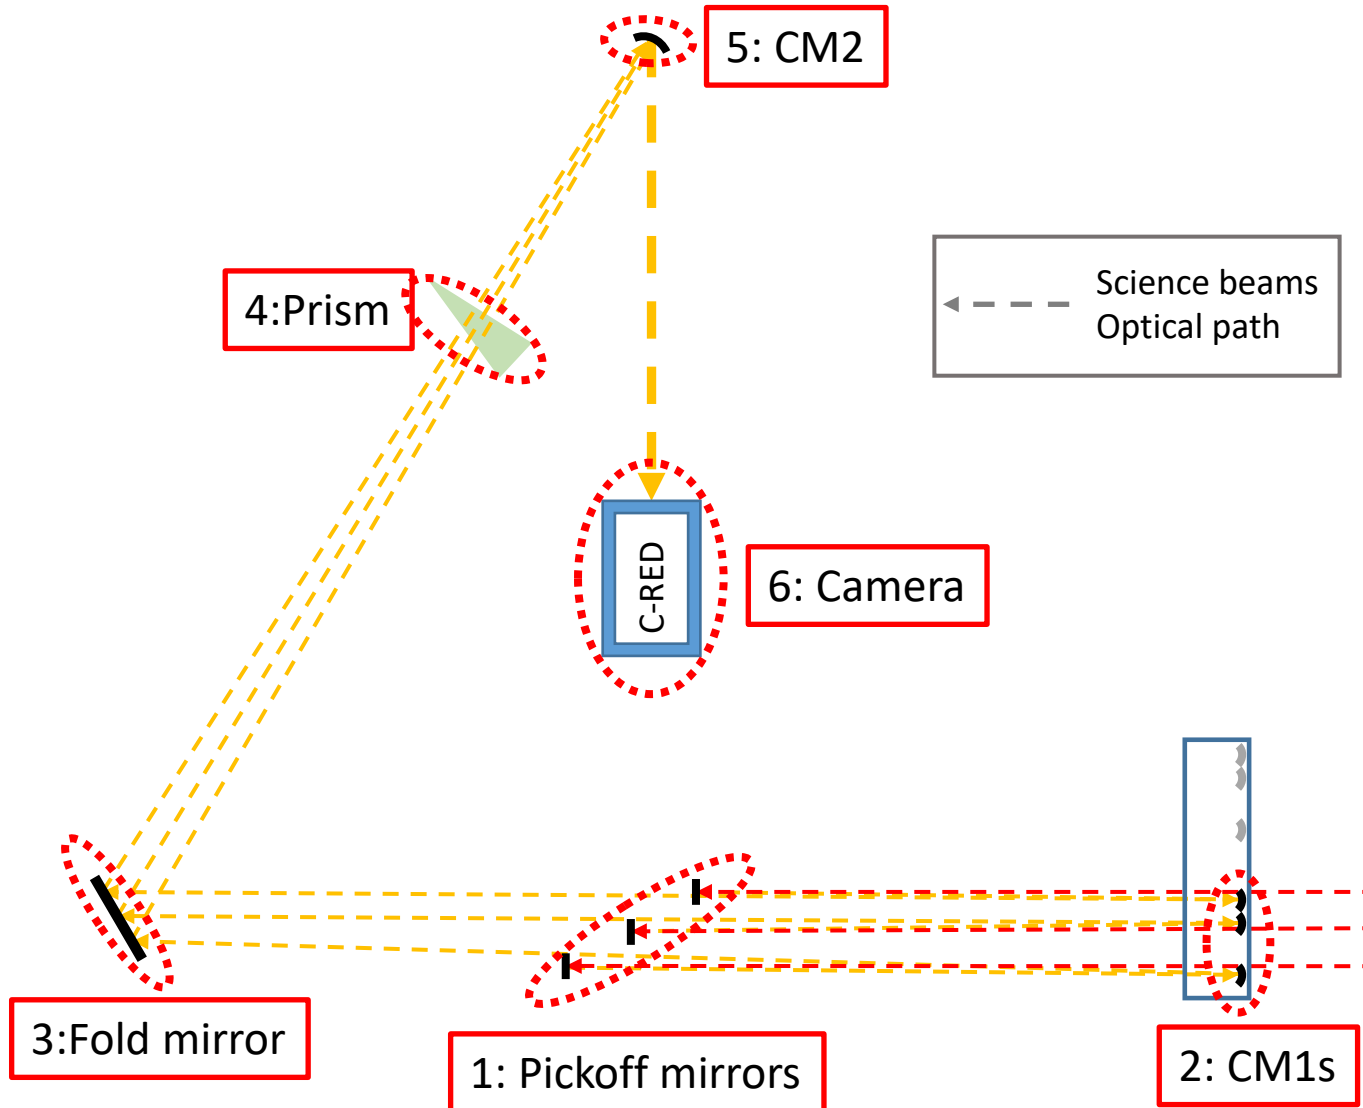 5: CM2
4:Prism
Science beams
Optical path
C-RED
6: Camera
3:Fold mirror
1: Pickoff mirrors
2: CM1s